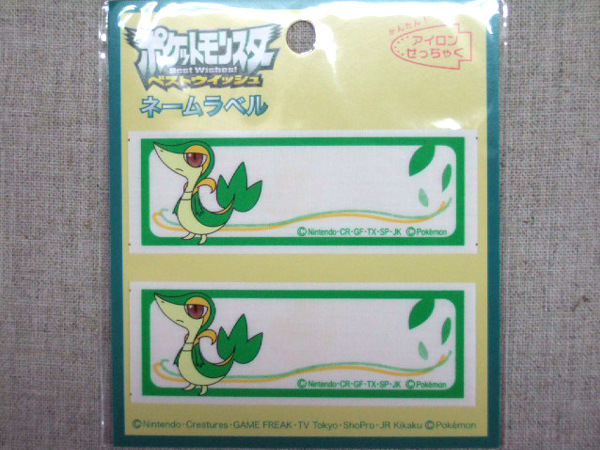 ポケットモンスター
Best Wishes!
ベストウイッシュ
ネームラベル
かんたん!
アイロン
せっちゃく
©Nintendo・CR・GF・TX・SP・JK ©Pokémon
©Nintendo・CR・GF・TX・SP・JK ©Pokémon
©Nintendo・Creatures・GAME FREAK・TV Tokyo・ShoPro・JR Kikaku ©Pokémon